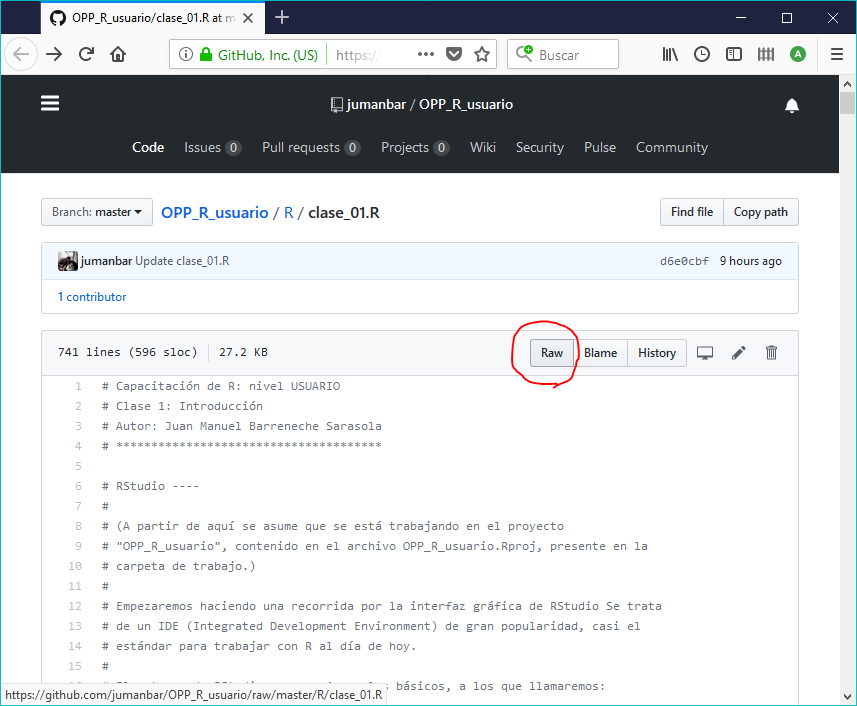 OPP_R_usuario/clase_01.R at m
GitHub, Inc. (US) https:/ Buscar
A
jumanbar / OPP_R_usuario
Code Issues 0 Pull requests 0 Projects 0 Wiki Security Pulse Community
Branch: master OPP_R_usuario / R / clase_01.R Find file Copy path
jumanbar Update clase_01.R d6e0cbf 9 hours ago
1 contributor
741 lines (596 sloc) 27.2 KB Raw Blame History
1 # Capacitación de R: nivel USUARIO
2 # Clase 1: Introducción
3 # Autor: Juan Manuel Barreneche Sarasola
4 # **************************************
5
6 # RStudio ----
7 #
8 # (A partir de aquí se asume que se está trabajando en el proyecto
9 # "OPP_R_usuario", contenido en el archivo OPP_R_usuario.Rproj, presente en la
10 # carpeta de trabajo.)
11 #
12 # Empezaremos haciendo una recorrida por la interfaz gráfica de RStudio Se trata
13 # de un IDE (Integrated Development Environment) de gran popularidad, casi el
14 # estándar para trabajar con R al día de hoy.
15 #
básicos, a los que llamaremos:
https://github.com/jumanbar/OPP_R_usuario/raw/master/R/clase_01.R